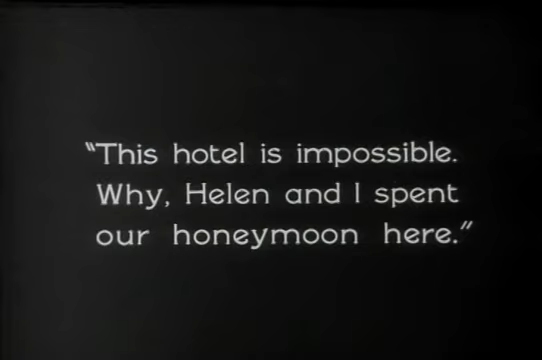 "This hotel is impossible.
Why, Helen and I spent
our honeymoon here."